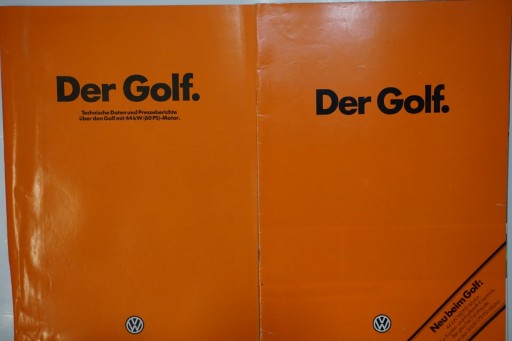 Der Golf.
Technische Daten und Presseberichte
über den Golf mit 44 kW (60 PS)-Motor.
Der Golf.
Neu beim Golf: